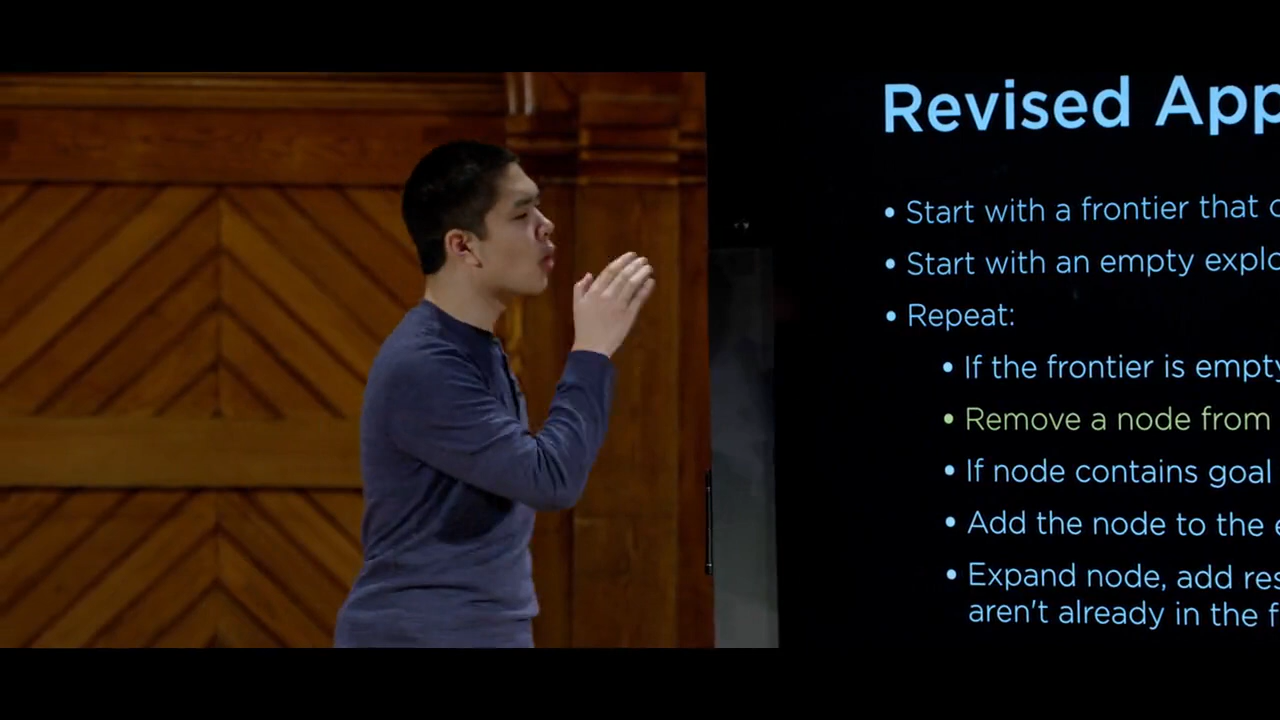 Revised App
• Start with a frontier that c
• Start with an empty explo
• Repeat:
• If the frontier is empty
• Remove a node from
• If node contains goal
• Add the node to the e
• Expand node, add res
aren't already in the f